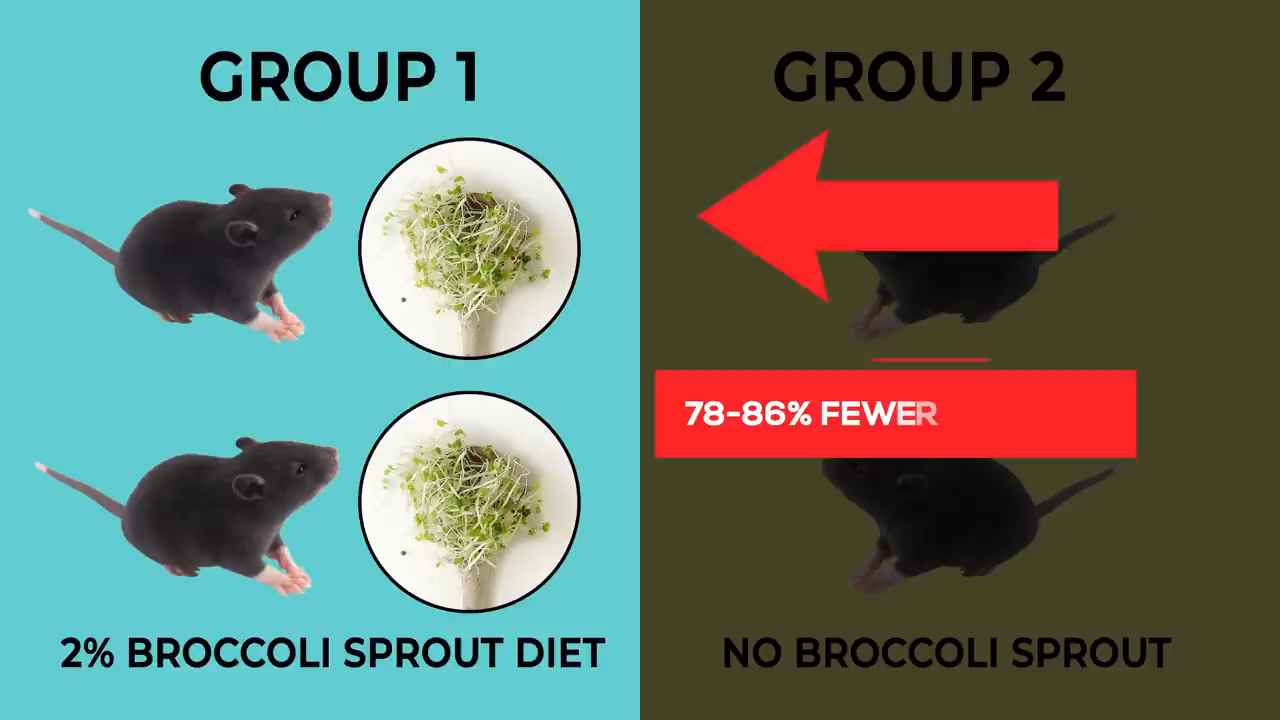 GROUP 1
GROUP 2
78-86% FEWER
2% BROCCOLI SPROUT DIET
NO BROCCOLI SPROUT